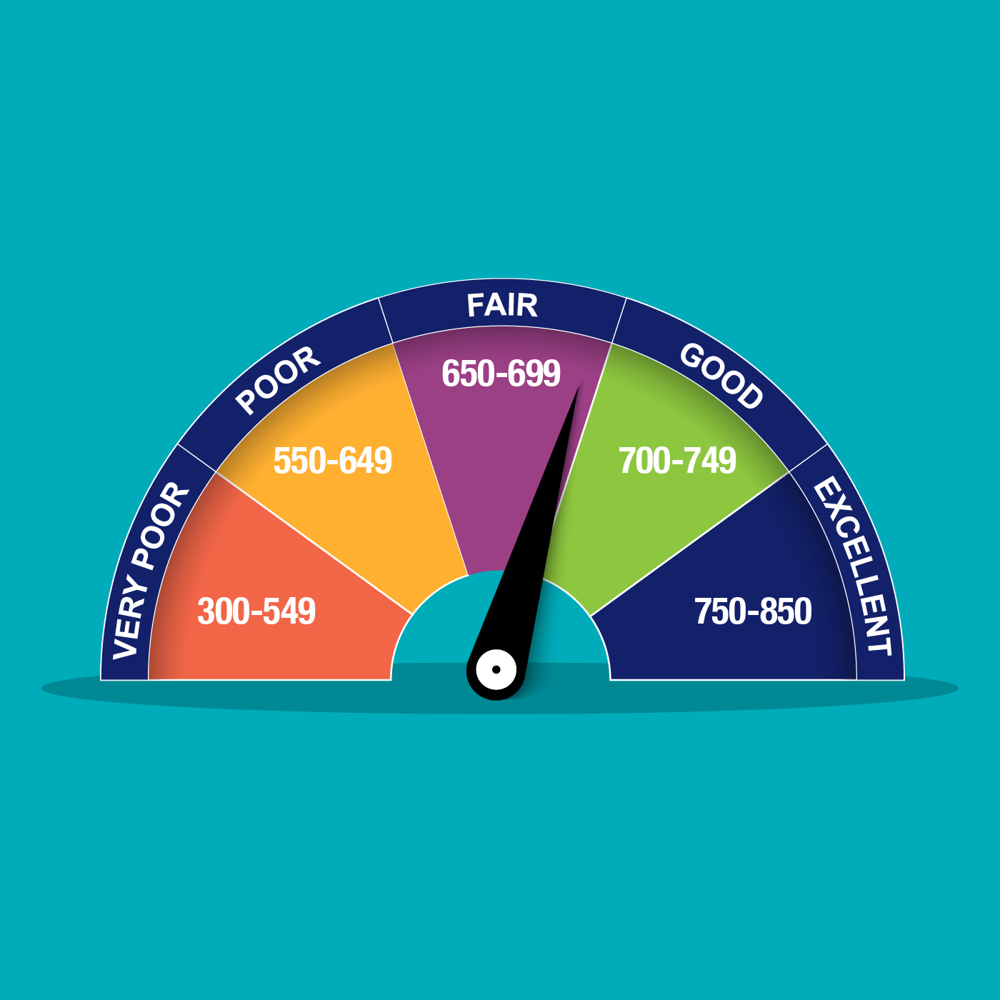 VERY POOR
300-549
POOR
550-649
FAIR
650-699
GOOD
700-749
EXCELLENT
750-850